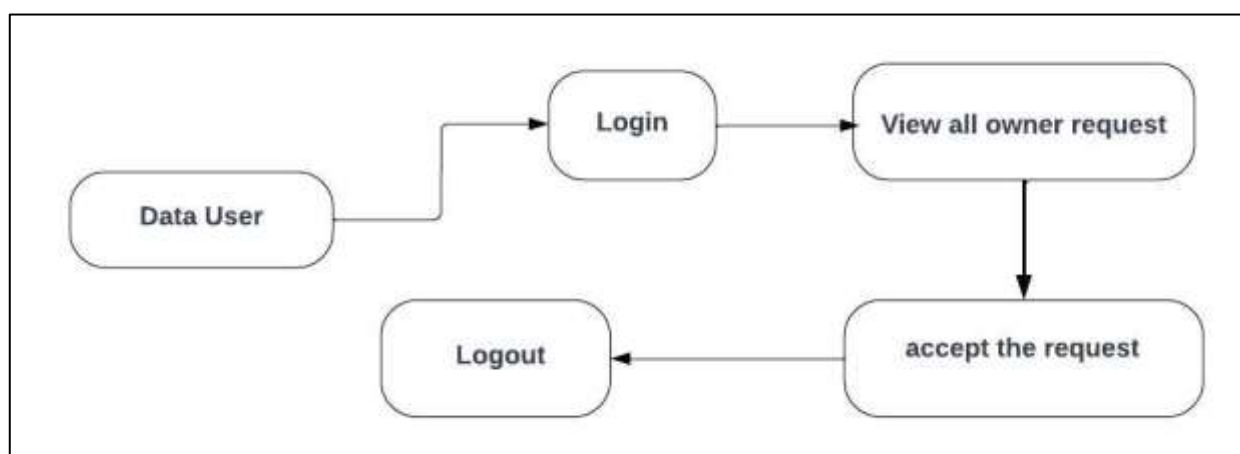 Data User
Login
View all owner request
accept the request
Logout